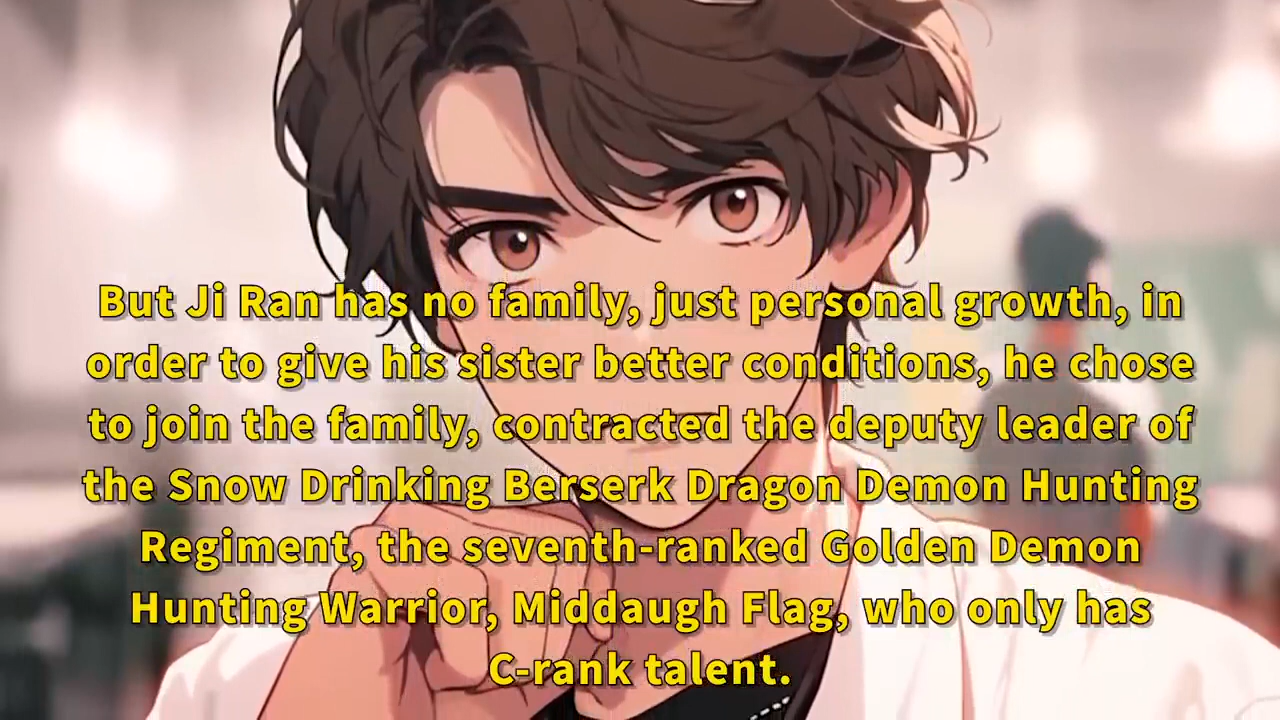 But Ji Ran has no family, just personal growth, in
order to give his sister better conditions, he chose
to join the family, contracted the deputy leader of
the Snow Drinking Berserk Dragon Demon Hunting
Regiment, the seventh-ranked Golden Demon
Hunting Warrior, Middaugh Flag, who only has
C-rank talent.